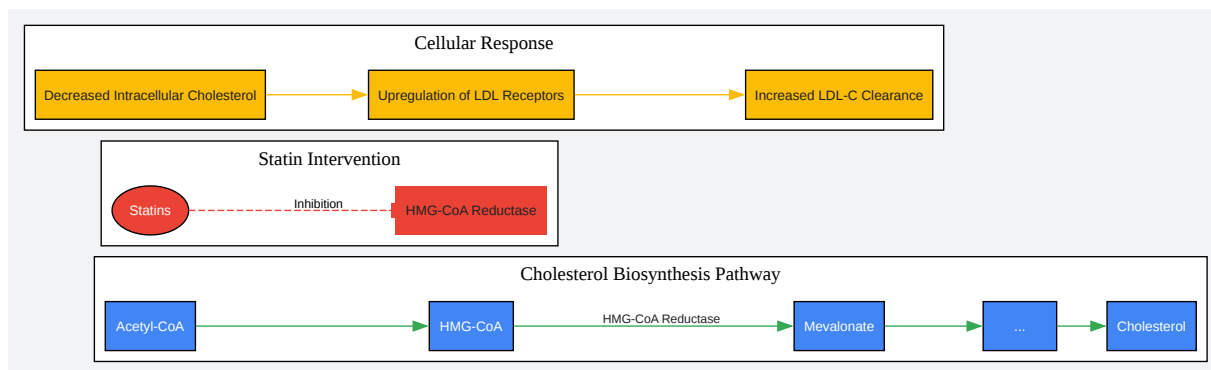 Cellular Response
Decreased Intracellular Cholesterol
Upregulation of LDL Receptors
Increased LDL-C Clearance
Statin Intervention
Statins
Inhibition
HMG-CoA Reductase
Cholesterol Biosynthesis Pathway
Acetyl-CoA
HMG-CoA
HMG-CoA Reductase
Mevalonate
...
Cholesterol